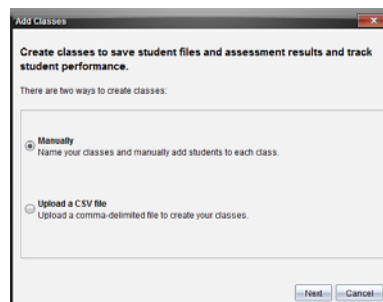 Add Classes
Create classes to save student files and assessment results and track
student performance.
There are two ways to create classes:
Manually
Name your classes and manually add students to each class.
Upload a CSV file
Upload a comma-delimited file to create your classes.
Next Cancel